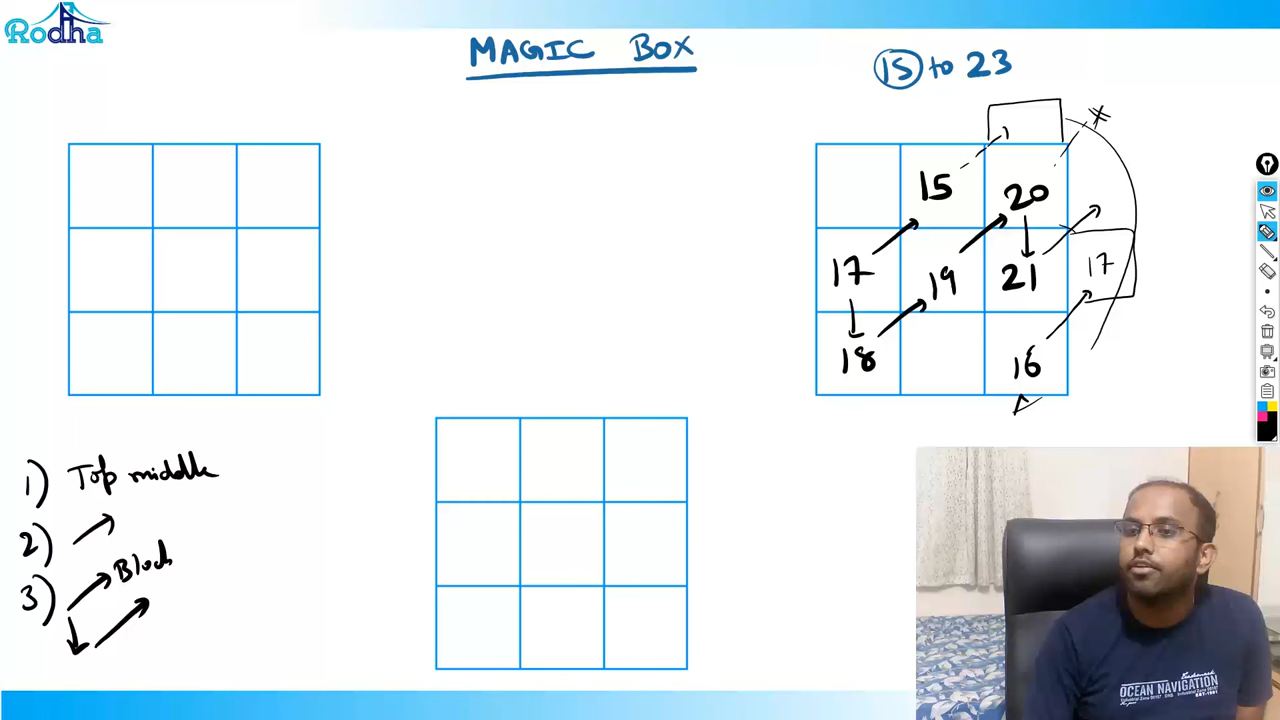 Rodha
MAGIC BOX
15 to 23
15 20
17 19 21 17
18 16
1) Top middle
2)
3) Block
OCEAN NAVIGATION